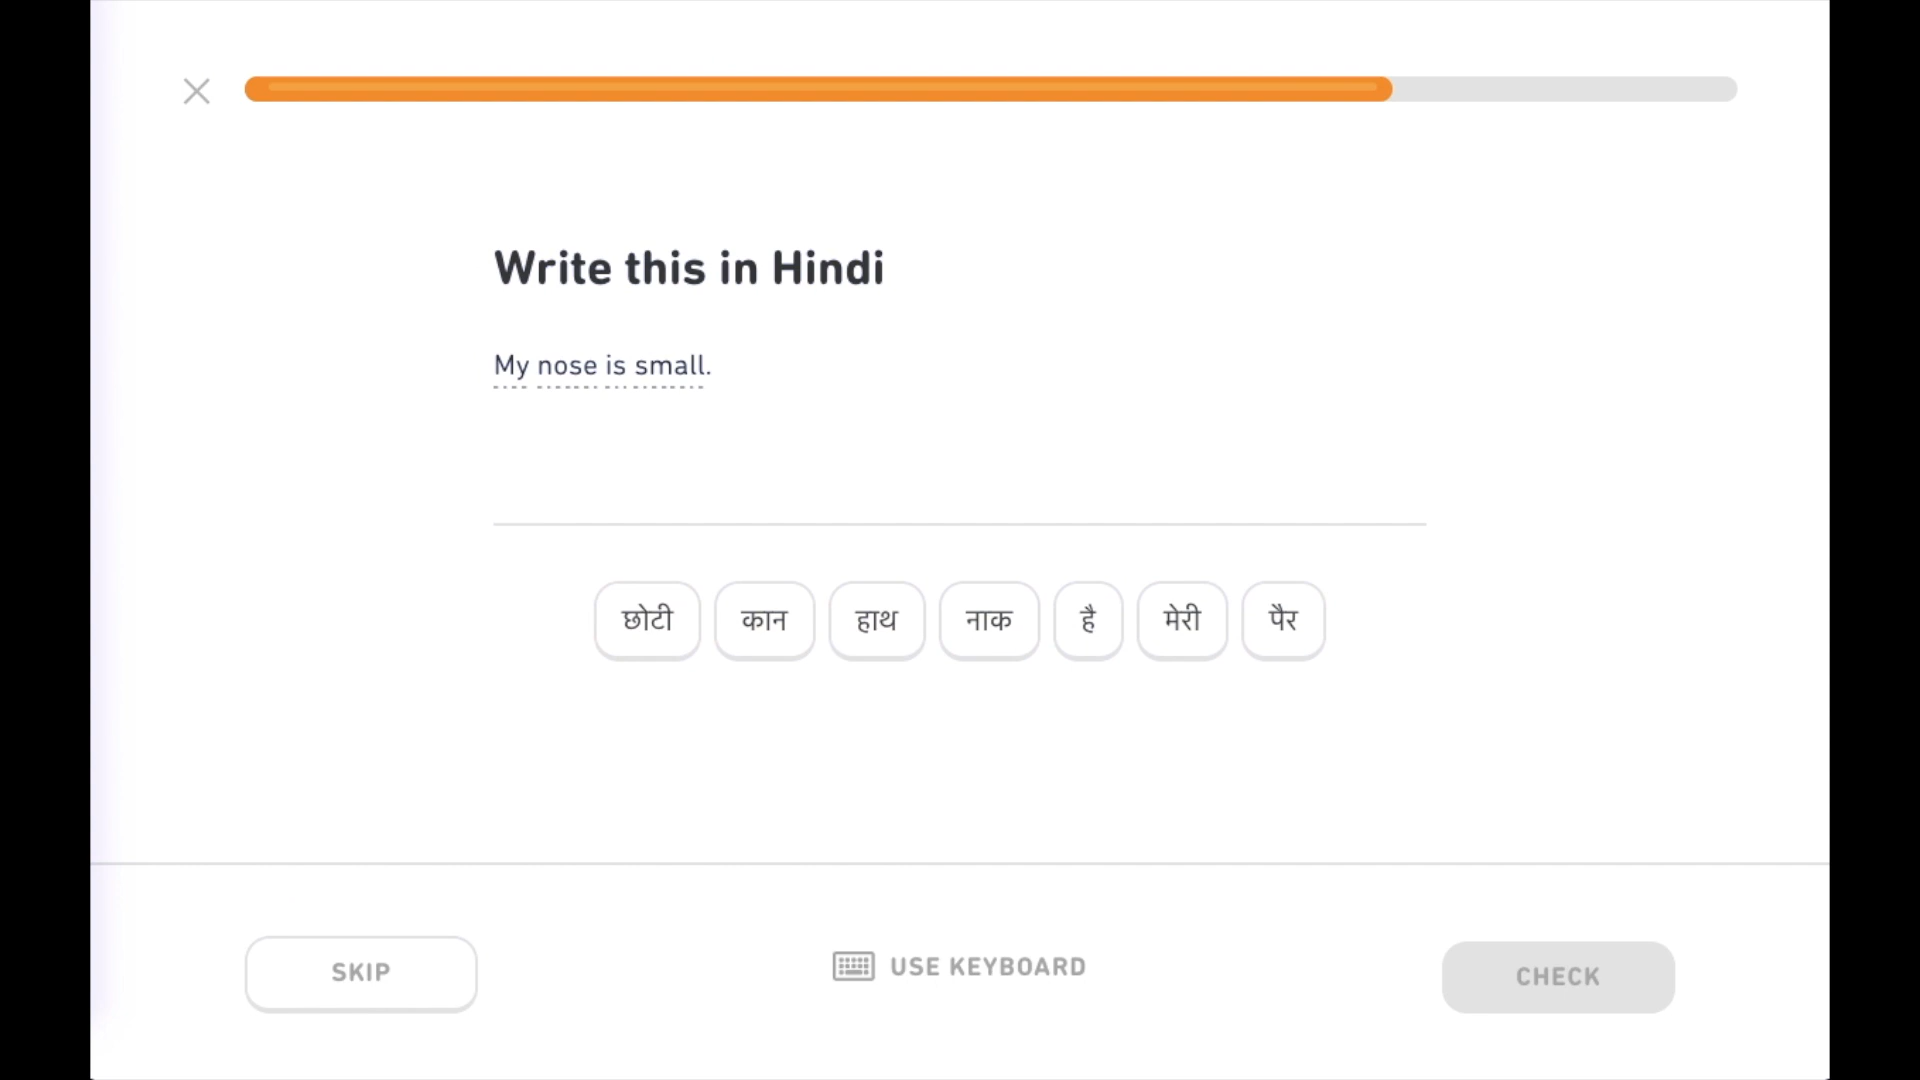 Write this in Hindi
My nose is small.
छोटी कान हाथ नाक है मेरी पैर
SKIP USE KEYBOARD CHECK